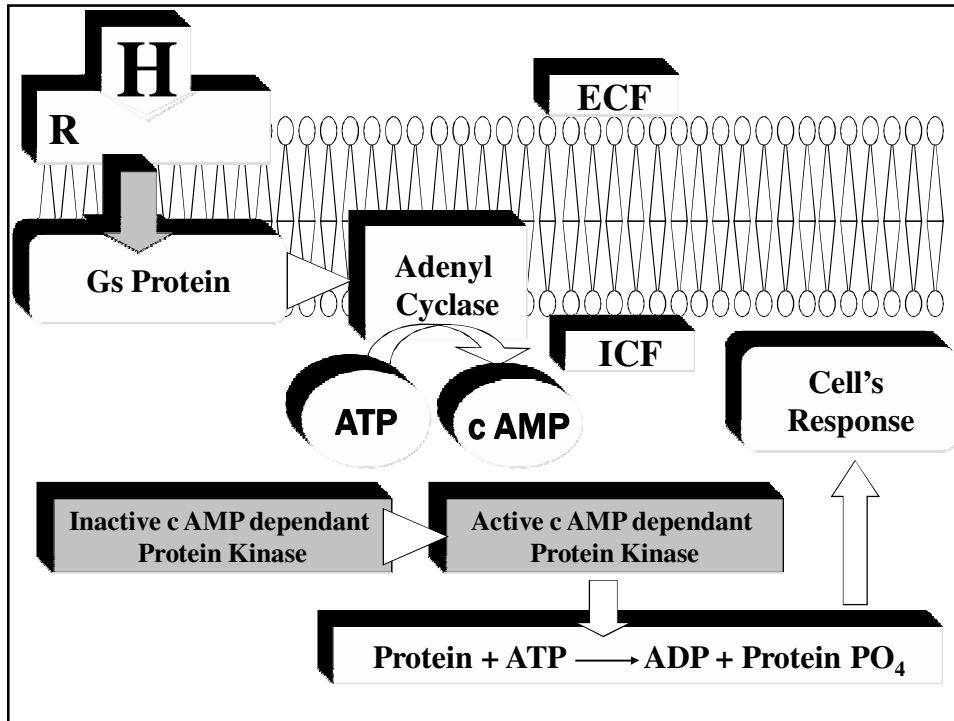 H
R
ECF
Gs Protein
Adenyl
Cyclase
ICF
ATP
c AMP
Cell's
Response
Inactive c AMP dependant
Protein Kinase
Active c AMP dependant
Protein Kinase
Protein + ATP → ADP + Protein PO₄